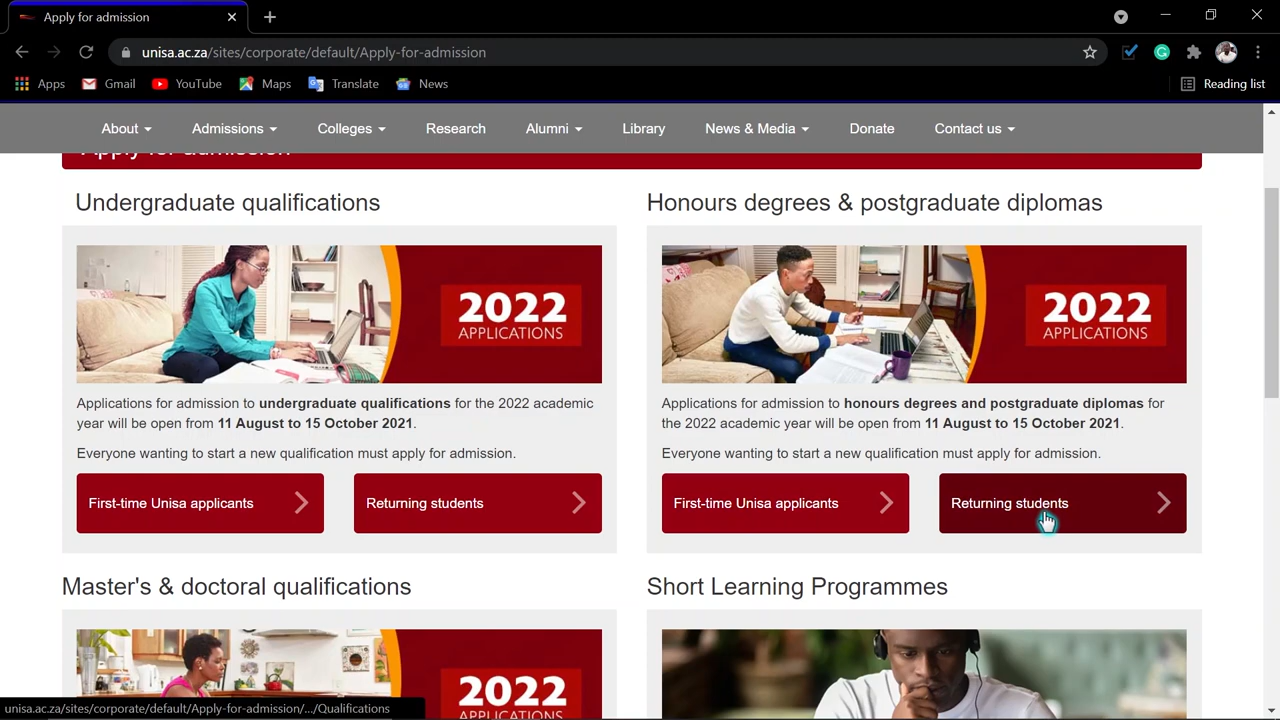 Apply for admission
unisa.ac.za/sites/corporate/default/Apply-for-admission
Apps Gmail YouTube Maps Translate News Reading list
About Admissions Colleges Research Alumni Library News & Media Donate Contact us
Apply for admission
Undergraduate qualifications
2022
APPLICATIONS
Applications for admission to undergraduate qualifications for the 2022 academic
year will be open from 11 August to 15 October 2021.
Everyone wanting to start a new qualification must apply for admission.
First-time Unisa applicants
Returning students
Honours degrees & postgraduate diplomas
2022
APPLICATIONS
Applications for admission to honours degrees and postgraduate diplomas for
the 2022 academic year will be open from 11 August to 15 October 2021.
Everyone wanting to start a new qualification must apply for admission.
First-time Unisa applicants
Returning students
Master's & doctoral qualifications
2022
APPLICATIONS
Short Learning Programmes
unisa.ac.za/sites/corporate/default/Apply-for-admission/.../Qualifications